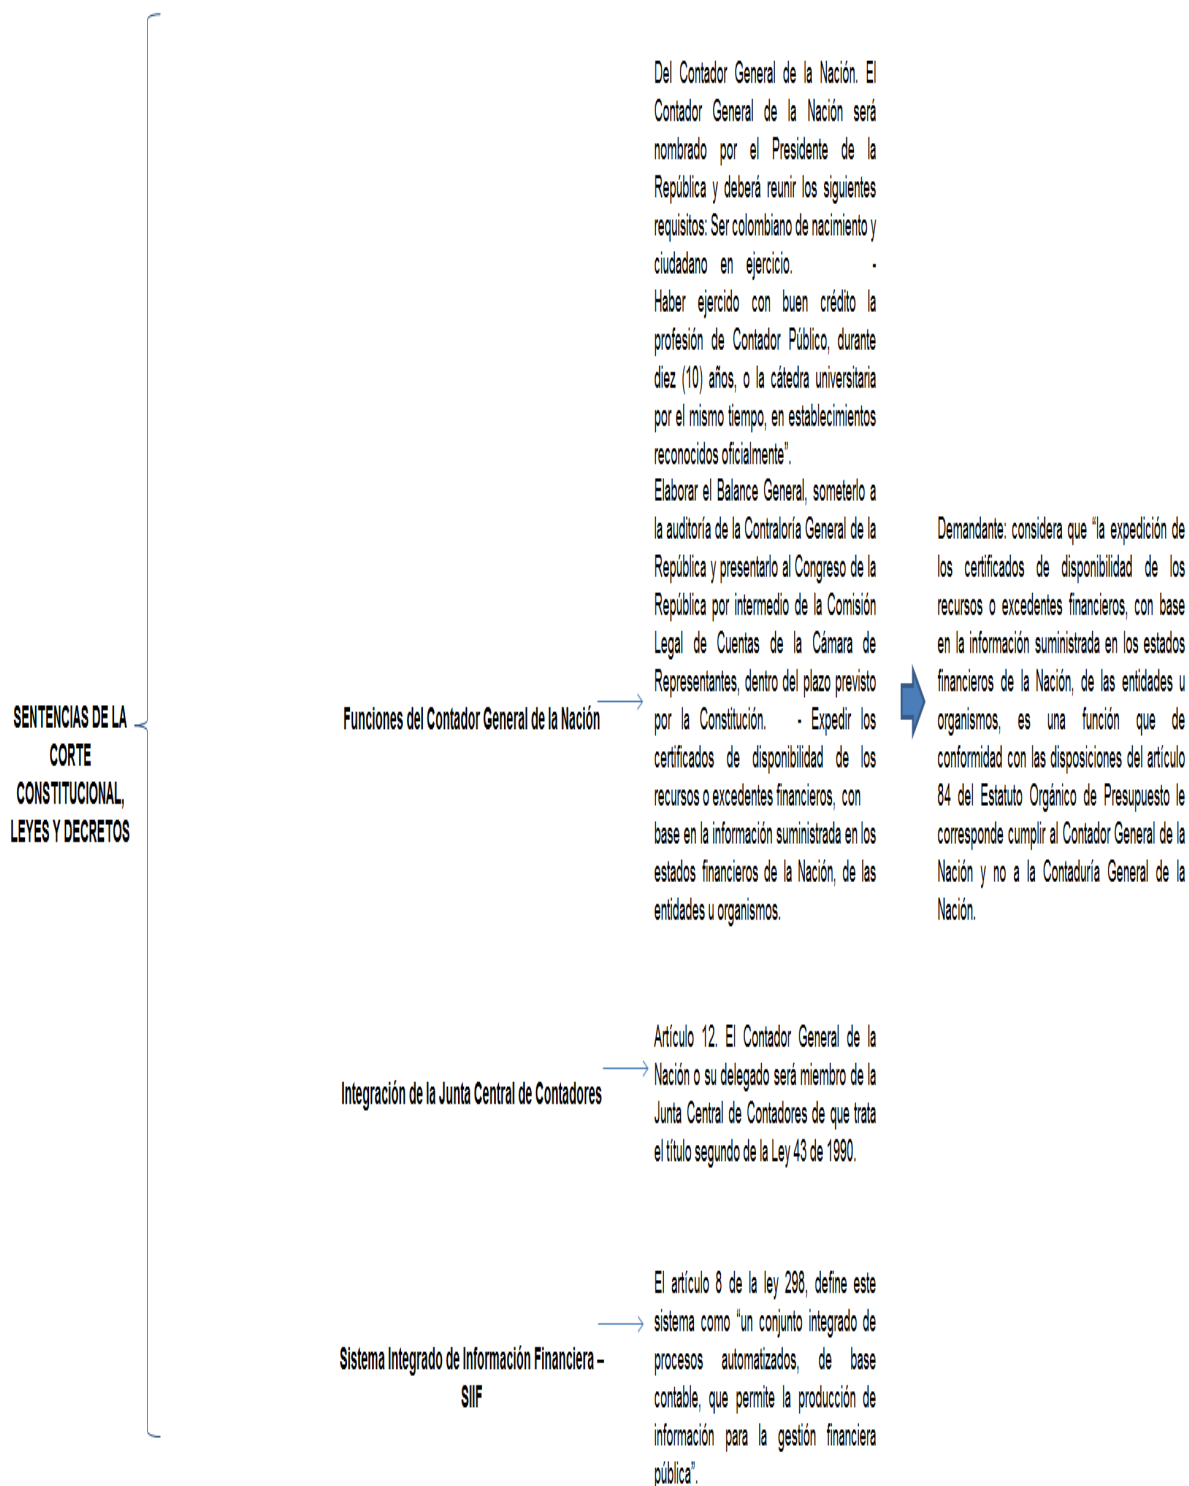 SENTENCIAS DE LA
CORTE
CONSTITUCIONAL,
LEYES Y DECRETOS
Funciones del Contador General de la Nación
Del Contador General de la Nación. El
Contador General de la Nación será
nombrado por el Presidente de la
República y deberá reunir los siguientes
requisitos: Ser colombiano de nacimiento y
ciudadano en ejercicio. -
Haber ejercido con buen crédito la
profesión de Contador Público, durante
diez (10) años, o la cátedra universitaria
por el mismo tiempo, en establecimientos
reconocidos oficialmente”.
Elaborar el Balance General, someterlo a
la auditoría de la Contraloría General de la
República y presentarlo al Congreso de la
República por intermedio de la Comisión
Legal de Cuentas de la Cámara de
Representantes, dentro del plazo previsto
por la Constitución. - Expedir los
certificados de disponibilidad de los
recursos o excedentes financieros, con
base en la información suministrada en los
estados financieros de la Nación, de las
entidades u organismos.
Demandante: considera que “la expedición de
los certificados de disponibilidad de los
recursos o excedentes financieros, con base
en la información suministrada en los estados
financieros de la Nación, de las entidades u
organismos, es una función que de
conformidad con las disposiciones del artículo
84 del Estatuto Orgánico de Presupuesto le
corresponde cumplir al Contador General de la
Nación y no a la Contaduría General de la
Nación.
Integración de la Junta Central de Contadores
Artículo 12. El Contador General de la
Nación o su delegado será miembro de la
Junta Central de Contadores de que trata
el título segundo de la Ley 43 de 1990.
Sistema Integrado de Información Financiera –
SIIF
El artículo 8 de la ley 298, define este
sistema como “un conjunto integrado de
procesos automatizados, de base
contable, que permite la producción de
información para la gestión financiera
pública”.